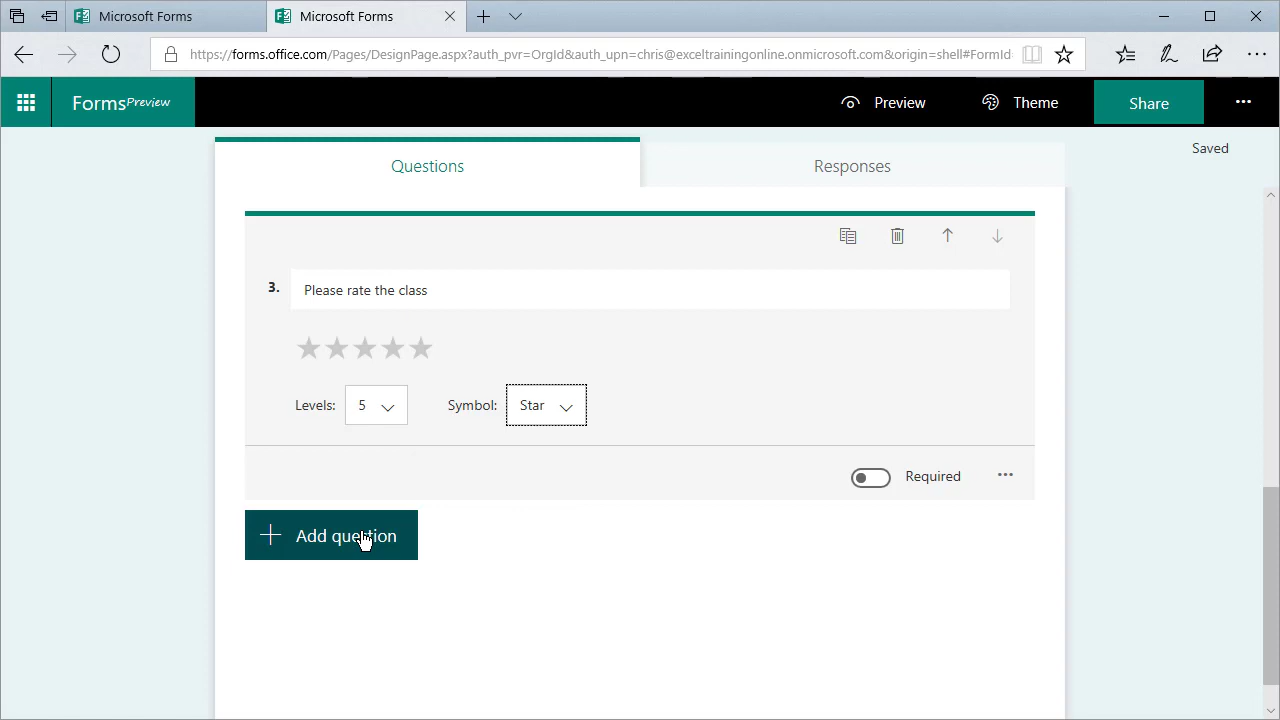 Microsoft Forms
Microsoft Forms
https://forms.office.com/Pages/DesignPage.aspx?auth_pvr=OrgId&auth_upn=chris@exceltrainingonline.onmicrosoft.com&origin=shell#FormId
Forms Preview
Preview
Theme
Share
Questions
Responses
Saved
3.
Please rate the class
Levels:
5
Symbol:
Star
Required
Add question